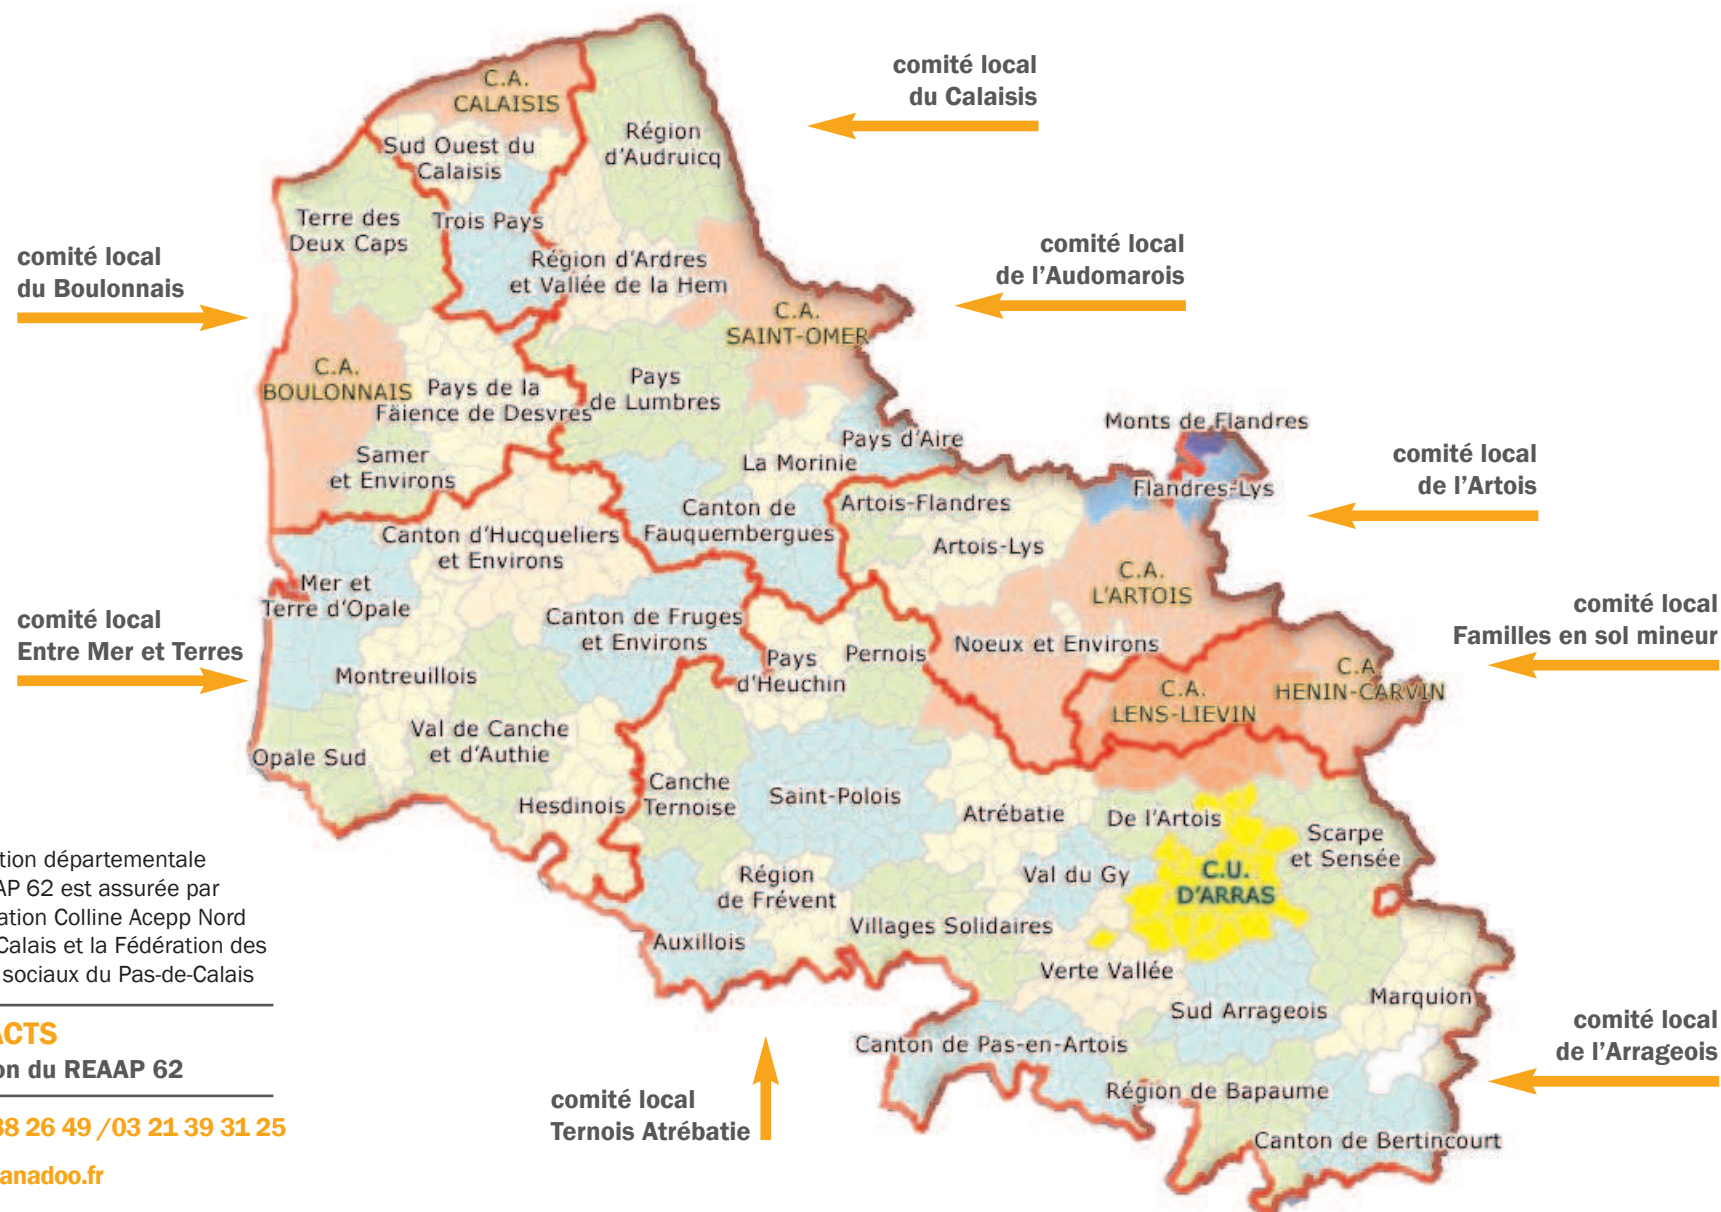 C.A.
CALAISIS
Sud Ouest du
Calaisis
Région
d'Audruicq
comité local
du Calaisis
Terre des
Deux Caps
Trois Pays
Région d'Ardres
et Vallée de la Hem
comité local
du Boulonnais
comité local
de l'Audomarois
C.A.
SAINT-OMER
C.A.
BOULONNAIS
Pays de la
Fäience de Desvres
Pays
de Lumbres
Samer
et Environs
La Morinie
Pays d'Aire
Monts de Flandres
Flandres-Lys
comité local
de l'Artois
Canton d'Hucqueliers
et Environs
Canton de
Fauquembergues
Artois-Flandres
Artois-Lys
C.A.
L'ARTOIS
Mer et
Terre d'Opale
comité local
Entre Mer et Terres
Canton de Fruges
et Environs
Pays
d'Heuchin
Pernois
Noeux et Environs
comité local
Familles en sol mineur
C.A.
LENS-LIEVIN
C.A
HENIN-CARVIN
Montreuillois
Val de Canche
et d'Authie
Opale Sud
Hesdinois
Canche
Ternoise
Saint-Polois
Atrébatie
De l'Artois
Scarpe
et Sensée
Région
de Frévent
Val du Gy
C.U.
D'ARRAS
Auxillois
Villages Solidaires
Verte Vallée
Sud Arrageois
Marquion
Canton de Pas-en-Artois
Région de Bapaume
Canton de Bertincourt
comité local
de l'Arrageois
comité local
Ternois Atrébatie
tion départementale
AP 62 est assurée par
ation Colline Acepp Nord
Calais et la Fédération des
sociaux du Pas-de-Calais
ACTS
on du REAAP 62
38 26 49 /03 21 39 31 25
anadoo.fr